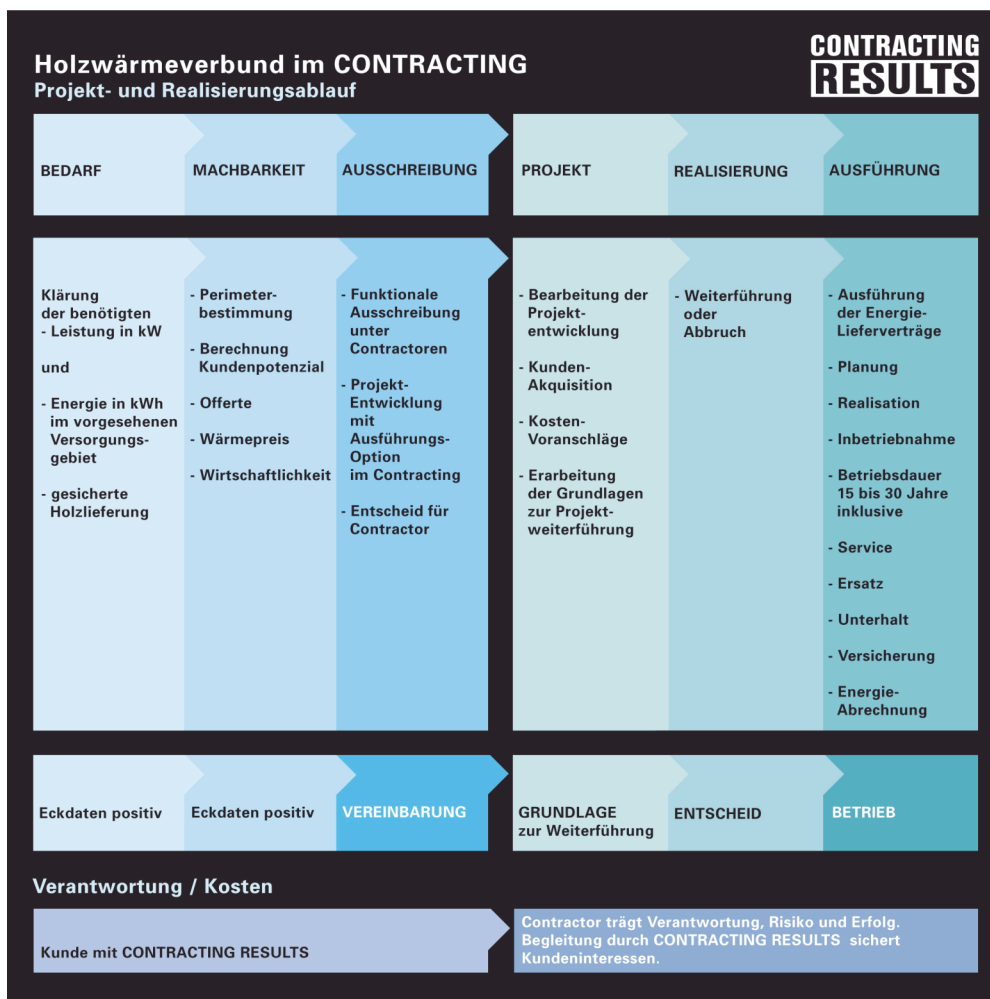 Holzwärmeverbund im CONTRACTING
Projekt- und Realisierungsablauf
CONTRACTING
RESULTS
BEDARF
MACHBARKEIT
AUSSCHREIBUNG
PROJEKT
REALISIERUNG
AUSFÜHRUNG
Klärung
der benötigten
- Leistung in kW
und
- Energie in kWh
im vorgesehenen
Versorgungs-
gebiet
- gesicherte
Holzlieferung
- Perimeter-
bestimmung
- Berechnung
Kundenpotenzial
- Offerte
- Wärmepreis
- Wirtschaftlichkeit
- Funktionale
Ausschreibung
unter
Contractoren
- Projekt-
Entwicklung
mit
Ausführungs-
Option
im Contracting
- Entscheid für
Contractor
- Bearbeitung der
Projekt-
entwicklung
- Kunden-
Akquisition
- Kosten-
Voranschläge
- Erarbeitung
der Grundlagen
zur Projekt-
weiterführung
- Weiterführung
oder
Abbruch
- Ausführung
der Energie-
Lieferverträge
- Planung
- Realisation
- Inbetriebnahme
- Betriebsdauer
15 bis 30 Jahre
inklusive
- Service
- Ersatz
- Unterhalt
- Versicherung
- Energie-
Abrechnung
Eckdaten positiv
Eckdaten positiv
VEREINBARUNG
GRUNDLAGE
zur Weiterführung
ENTSCHEID
BETRIEB
Verantwortung / Kosten
Kunde mit CONTRACTING RESULTS
Contractor trägt Verantwortung, Risiko und Erfolg.
Begleitung durch CONTRACTING RESULTS sichert
Kundeninteressen.